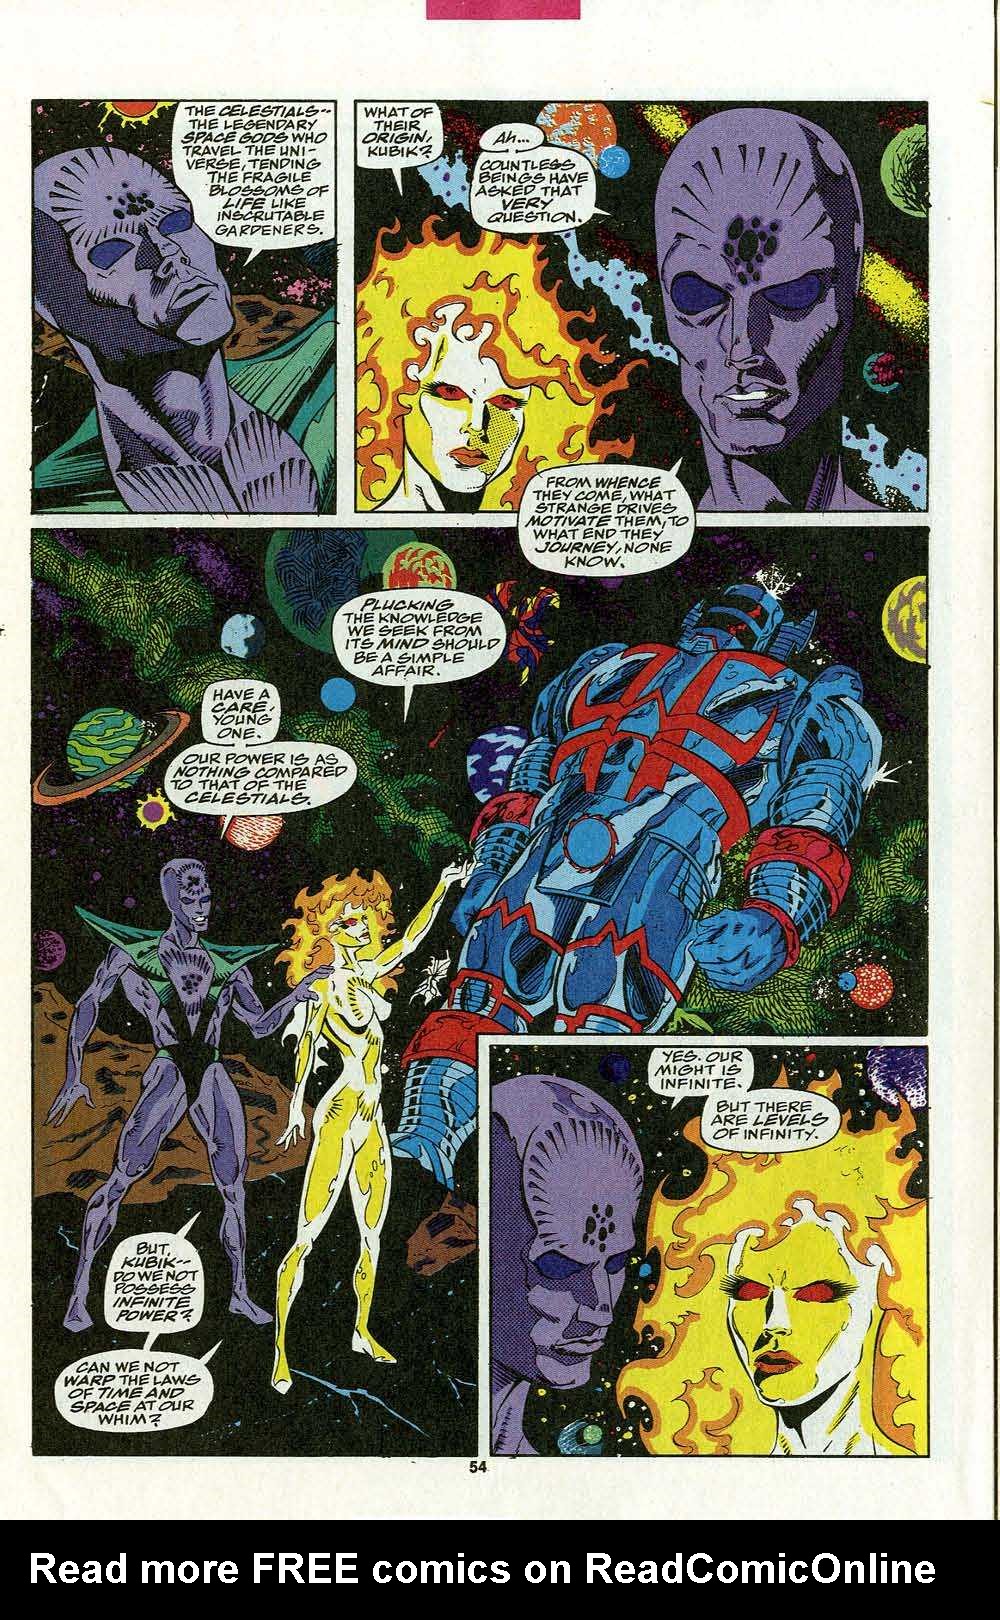 THE CELESTIALS--
THE LEGENDARY
SPACE GODS WHO
TRAVEL THE UNI-
VERSE, TENDING
THE FRAGILE
BLOSSOMS OF
LIFE LIKE
INSCRUTABLE
GARDENERS.
WHAT OF
THEIR
ORIGIN,
KUBIK?
Ah...
COUNTLESS
BEINGS HAVE
ASKED THAT
VERY
QUESTION.
FROM WHENCE
THEY COME, WHAT
STRANGE DRIVES
MOTIVATE THEM, TO
WHAT END THEY
JOURNEY, NONE
KNOW.
PLUCKING
THE KNOWLEDGE
WE SEEK FROM
ITS MIND SHOULD
BE A SIMPLE
AFFAIR.
HAVE A
CARE,
YOUNG
ONE.
OUR POWER IS AS
NOTHING COMPARED
TO THAT OF THE
CELESTIALS.
BUT,
KUBIK--
DO WE NOT
POSSESS
INFINITE
POWER?
CAN WE NOT
WARP THE LAWS
OF TIME AND
SPACE AT OUR
WHIM?
YES. OUR
MIGHT IS
INFINITE.
BUT THERE
ARE LEVELS
OF INFINITY.
54
Read more FREE comics on ReadComicOnline